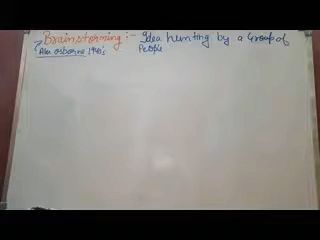 Brainstorming :- Idea hunting by a Group of
Alex osborne 1940's People